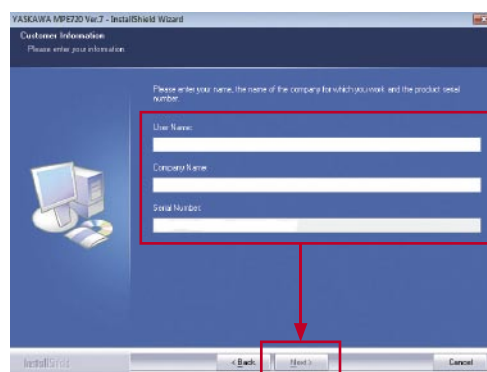 YASKAWA MPE720 Ver.7 - InstallShield Wizard
Customer Information
Please enter your information.
Please enter your name, the name of the company for which you work and the product serial
number.
User Name:
Company Name:
Serial Number:
InstallShield
< Back
Next >
Cancel